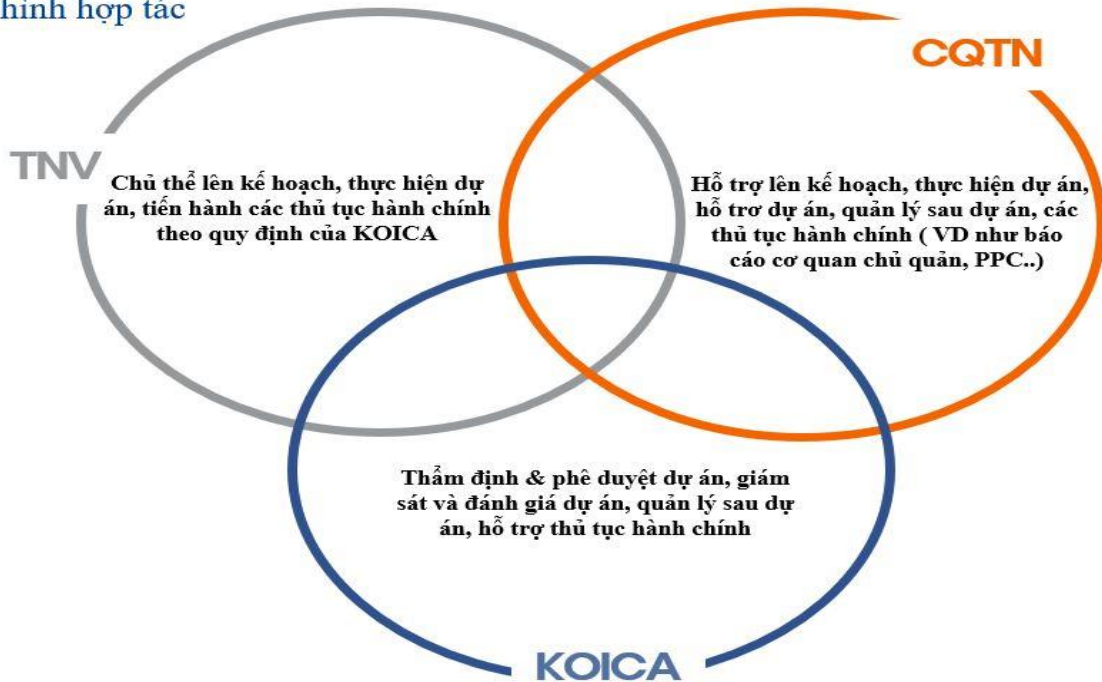 hình hợp tác
CQTN
TNV
Chủ thể lên kế hoạch, thực hiện dự
án, tiến hành các thủ tục hành chính
theo quy định của KOICA
Hỗ trợ lên kế hoạch, thực hiện dự án,
hỗ trơ dự án, quản lý sau dự án, các
thủ tục hành chính ( VD như báo
cáo cơ quan chủ quản, PPC..)
Thẩm định & phê duyệt dự án, giám
sát và đánh giá dự án, quản lý sau dự
án, hỗ trợ thủ tục hành chính
KOICA